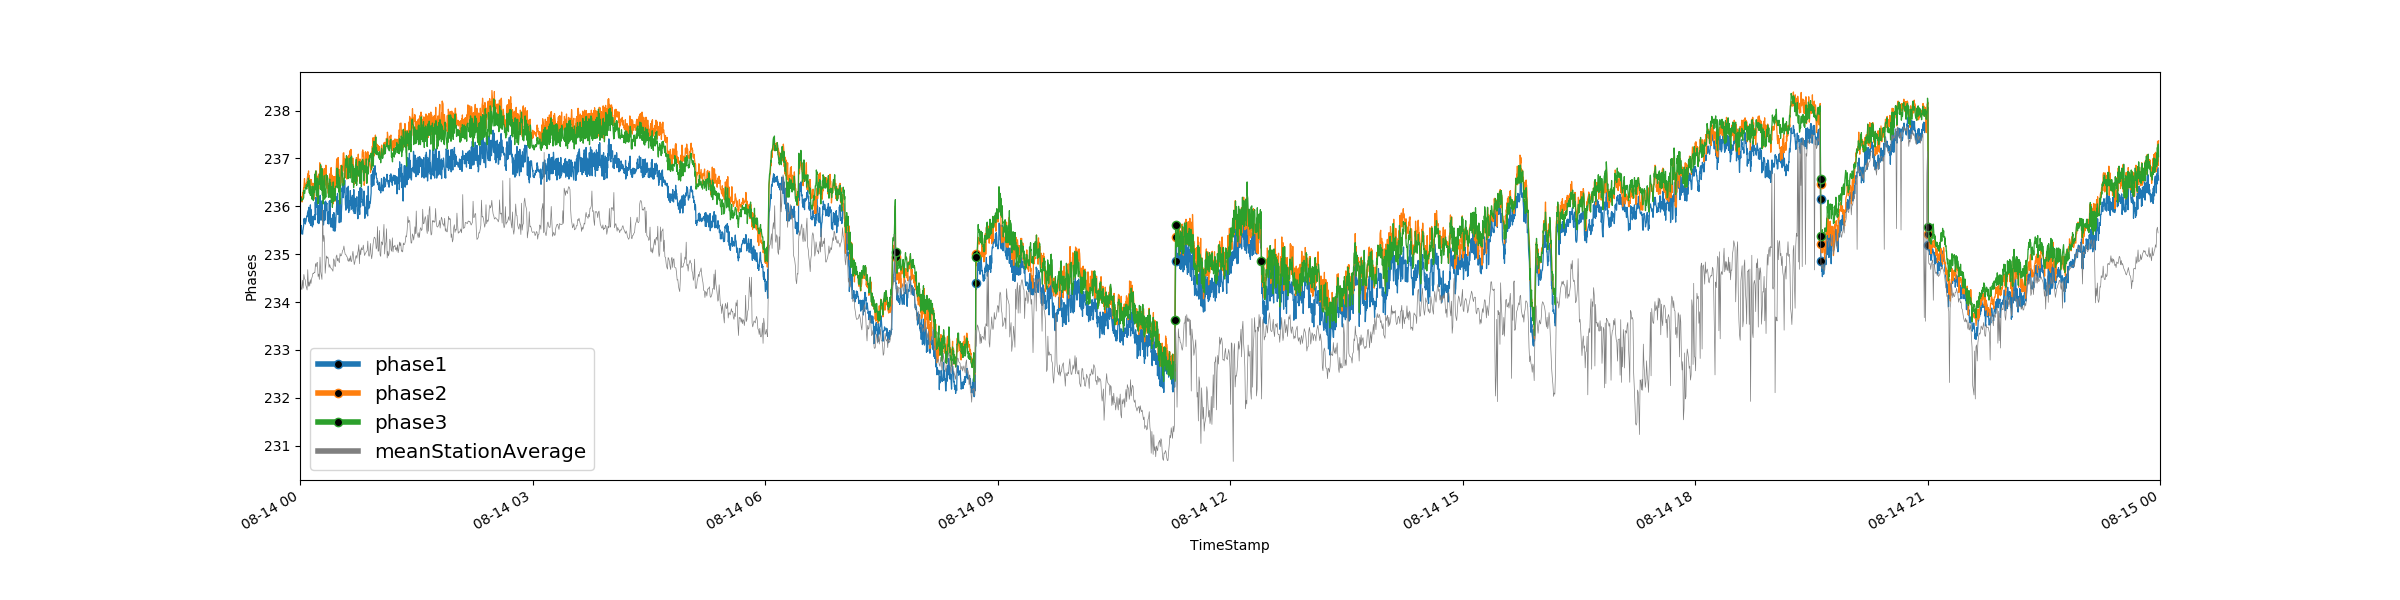 238
237
236
235
234
233
232
231
Phases
phase1
phase2
phase3
meanStationAverage
08-14 00
08-14 03
08-14 06
08-14 09
08-14 12
08-14 15
08-14 18
08-14 21
08-15 00
TimeStamp